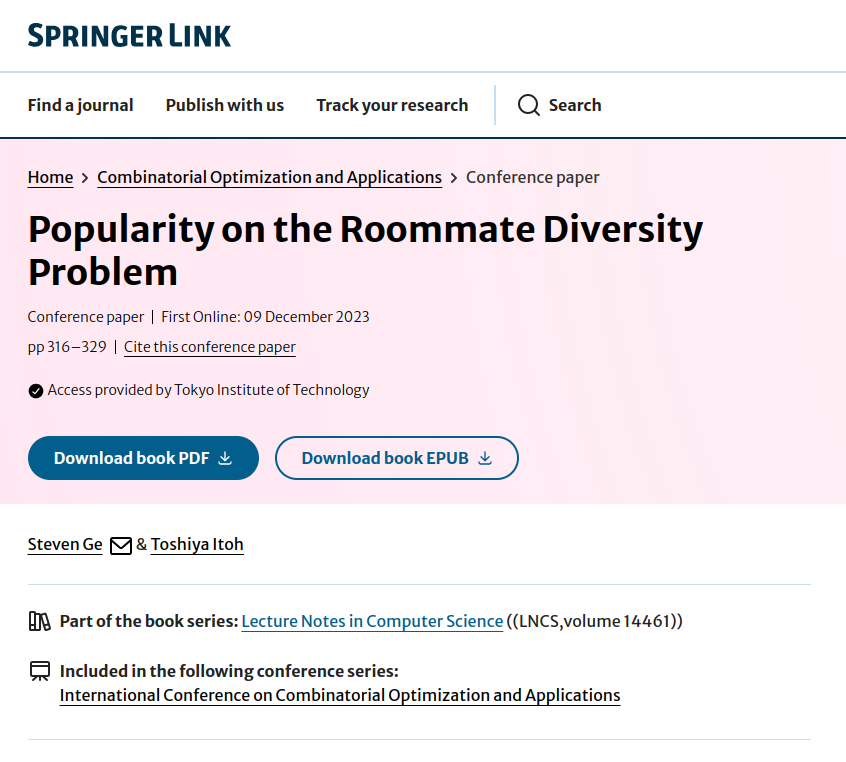 SPRINGER LINK
Find a journal Publish with us Track your research Search
Home > Combinatorial Optimization and Applications > Conference paper
Popularity on the Roommate Diversity
Problem
Conference paper | First Online: 09 December 2023
pp 316–329 | Cite this conference paper
Access provided by Tokyo Institute of Technology
Download book PDF Download book EPUB
Steven Ge & Toshiya Itoh
Part of the book series: Lecture Notes in Computer Science ((LNCS,volume 14461))
Included in the following conference series:
International Conference on Combinatorial Optimization and Applications